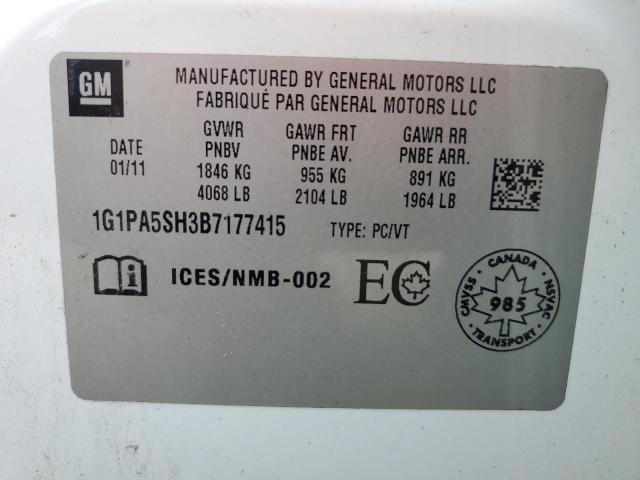 GM
MANUFACTURED BY GENERAL MOTORS LLC
FABRIQUÉ PAR GENERAL MOTORS LLC
DATE
01/11
GVWR
PNBV
1846 KG
4068 LB
GAWR FRT
PNBE AV.
955 KG
2104 LB
GAWR RR
PNBE ARR.
891 KG
1964 LB
1G1PA5SH3B7177415 TYPE: PC/VT
i ICES/NMB-002 EC
CANADA
CMVSS
NSVAC
985
TRANSPORT